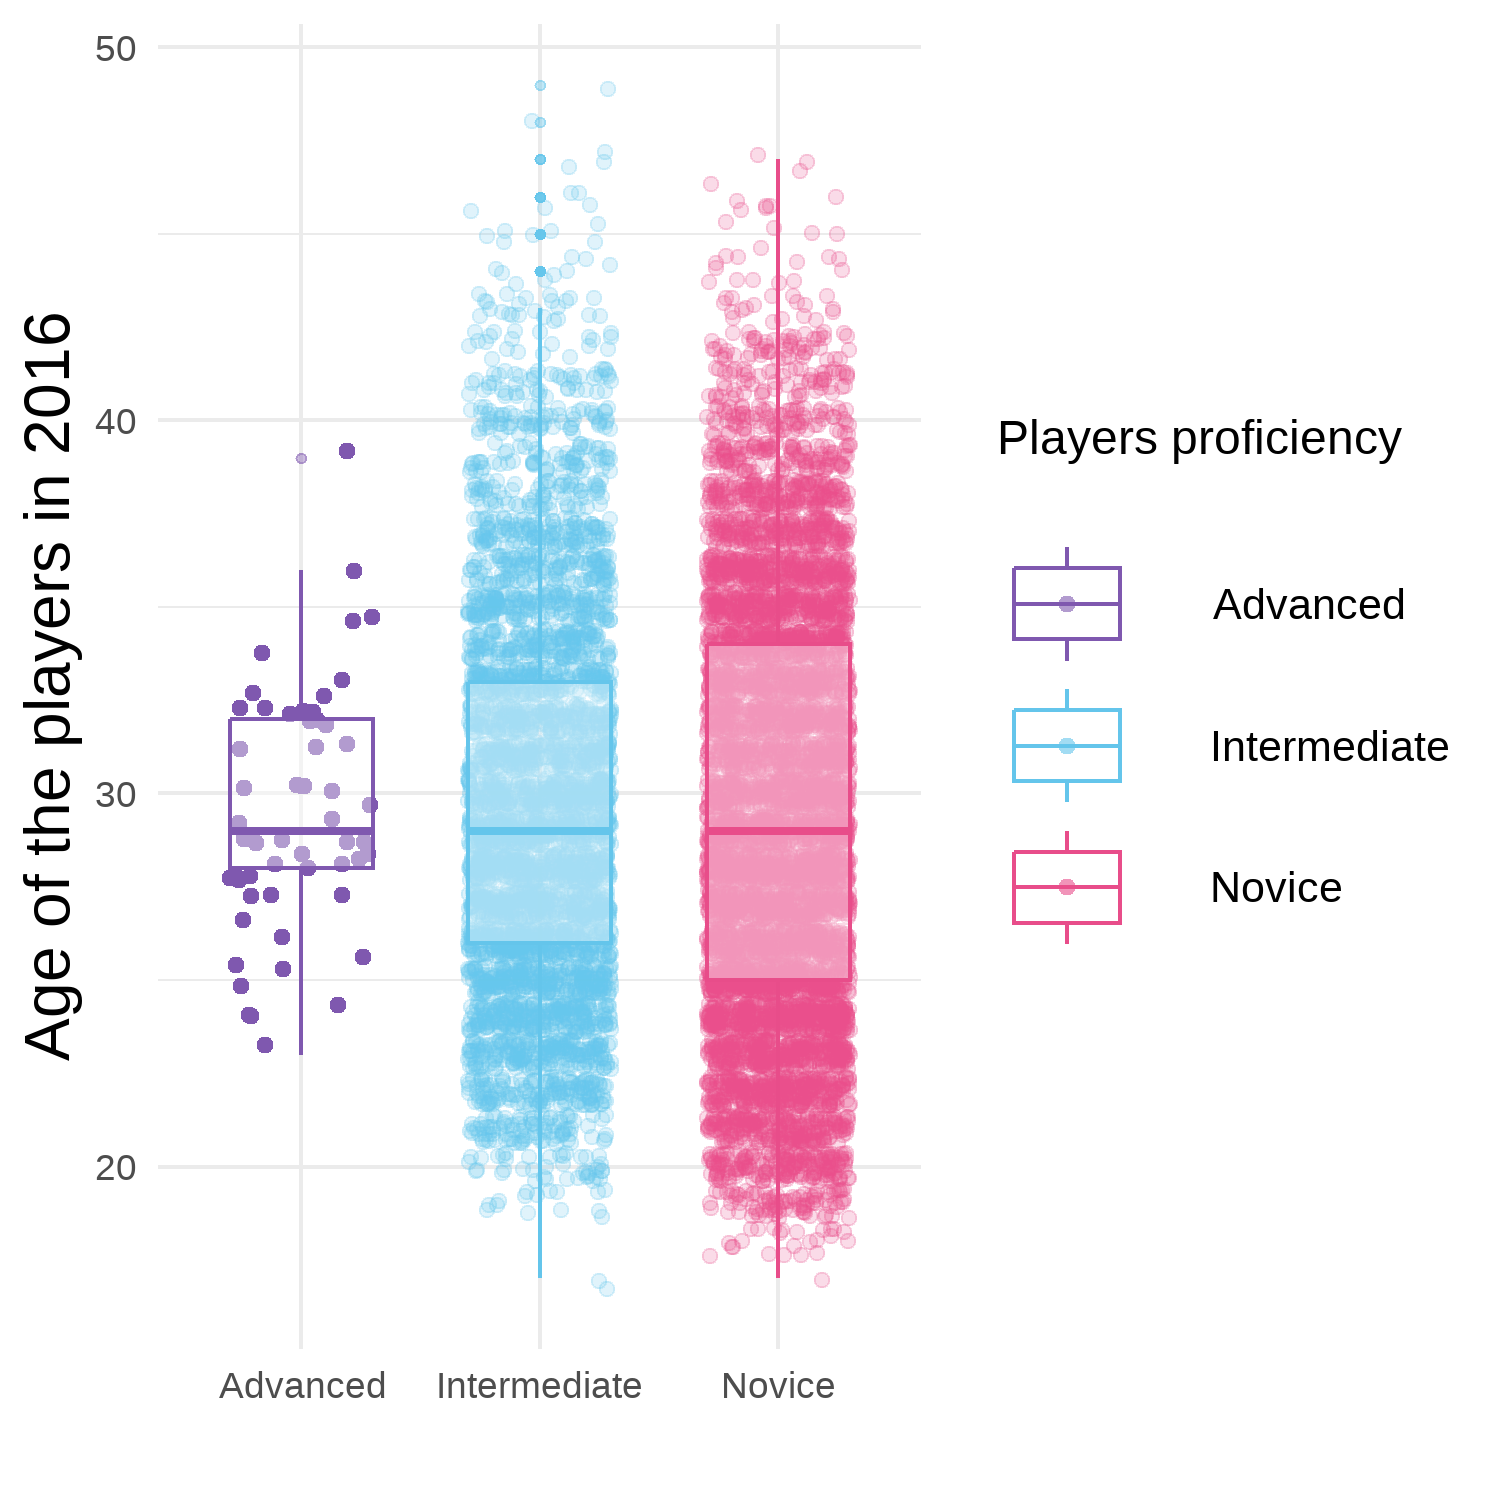 Age of the players in 2016
50
40
30
20
Advanced
Intermediate
Novice
Players proficiency
Advanced
Intermediate
Novice